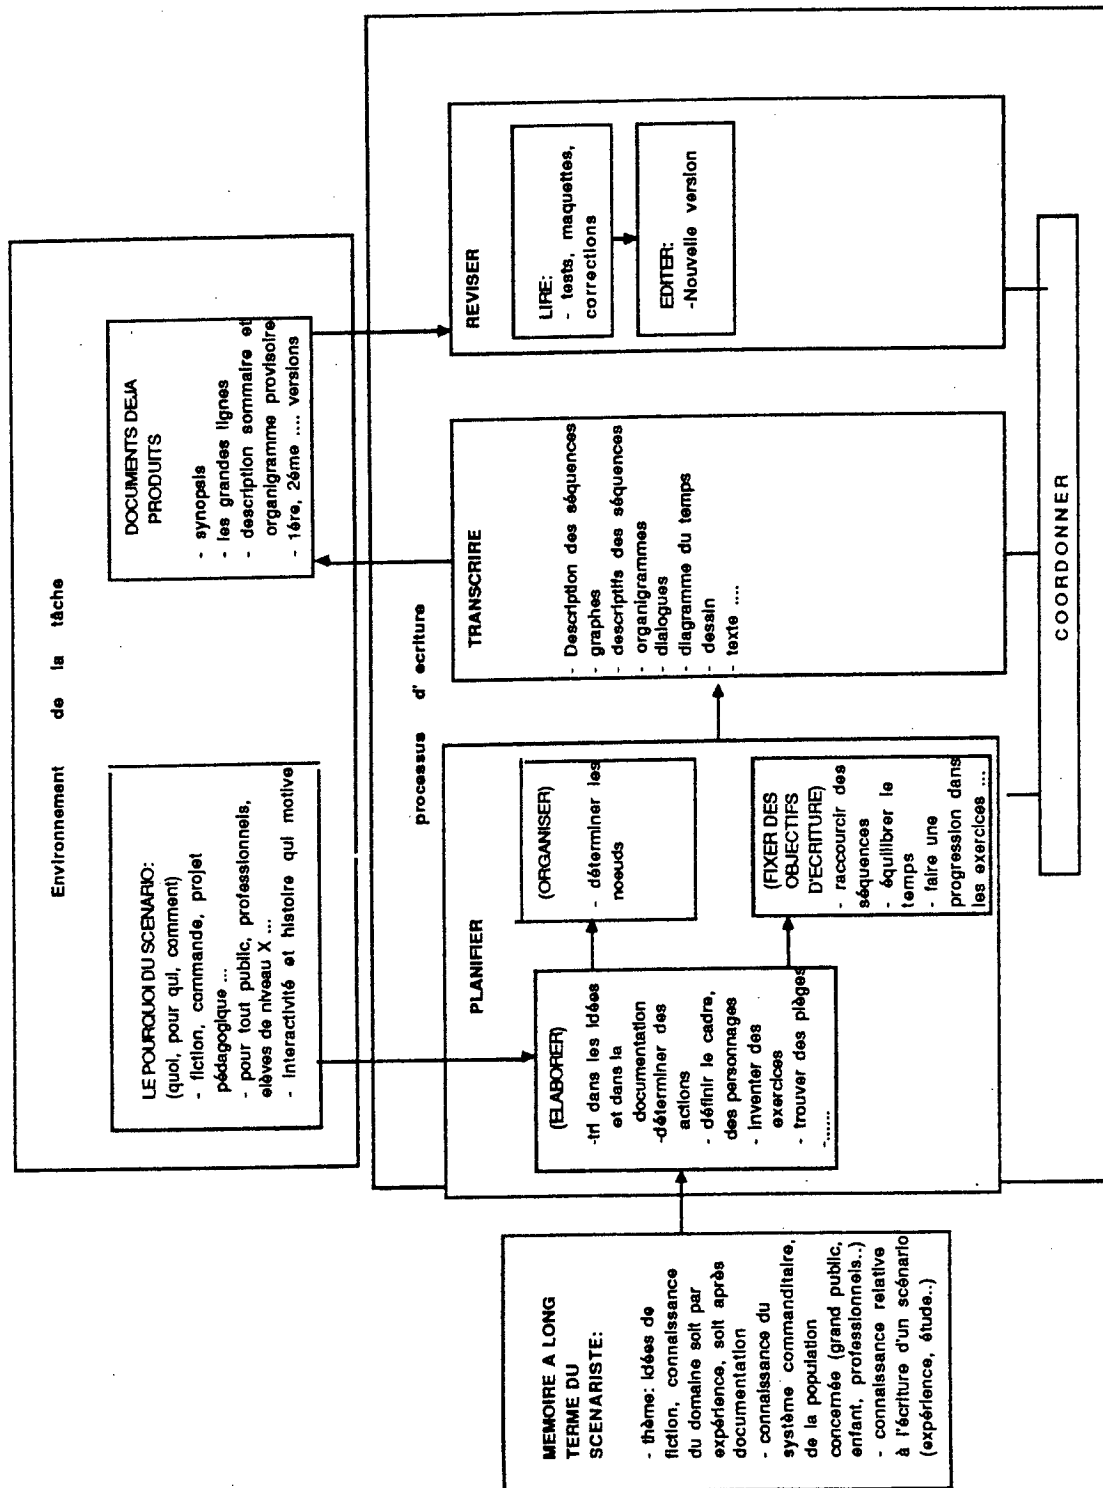 Environnement de la tâche
LE POURQUOI DU SCENARIO:
(quoi, pour qui, comment)
- fiction, commande, projet
pédagogique ...
- pour tout public, professionnels,
elèves de niveau X ...
- interactivité et histoire qui motive
DOCUMENTS DEJA
PRODUITS
- synopsis
- les grandes lignes
- description sommaire et
organigramme provisoire
- 1ére, 2éme .... versions
processus d' ecriture
MEMOIRE A LONG
TERME DU
SCENARISTE:
- thème: idées de
fiction, connaissance
du domaine soit par
expérience, soit après
documentation
- connaissance du
système commanditaire,
de la population
concernée (grand public,
enfant, professionnels..)
- connaissance relative
à l'écriture d'un scénario
(expérience, étude..)
PLANIFIER
(ELABORER)
-tri dans les idées
et dans la
documentation
-déterminer des
actions
- définir le cadre,
des personnages
- inventer des
exercices
- trouver des pièges
-......
(ORGANISER)
- déterminer les
noeuds
(FIXER DES
OBJECTIFS
D'ECRITURE)
- raccourcir des
séquences
- équilibrer le
temps
- faire une
progression dans
les exercices ...
TRANSCRIRE
- Description des séquences
- graphes
- descriptifs des séquences
- organigrammes
- dialogues
- diagramme du temps
- dessin
- texte .....
REVISER
LIRE:
- tests, maquettes,
corrections
EDITER:
-Nouvelle version
COORDONNER